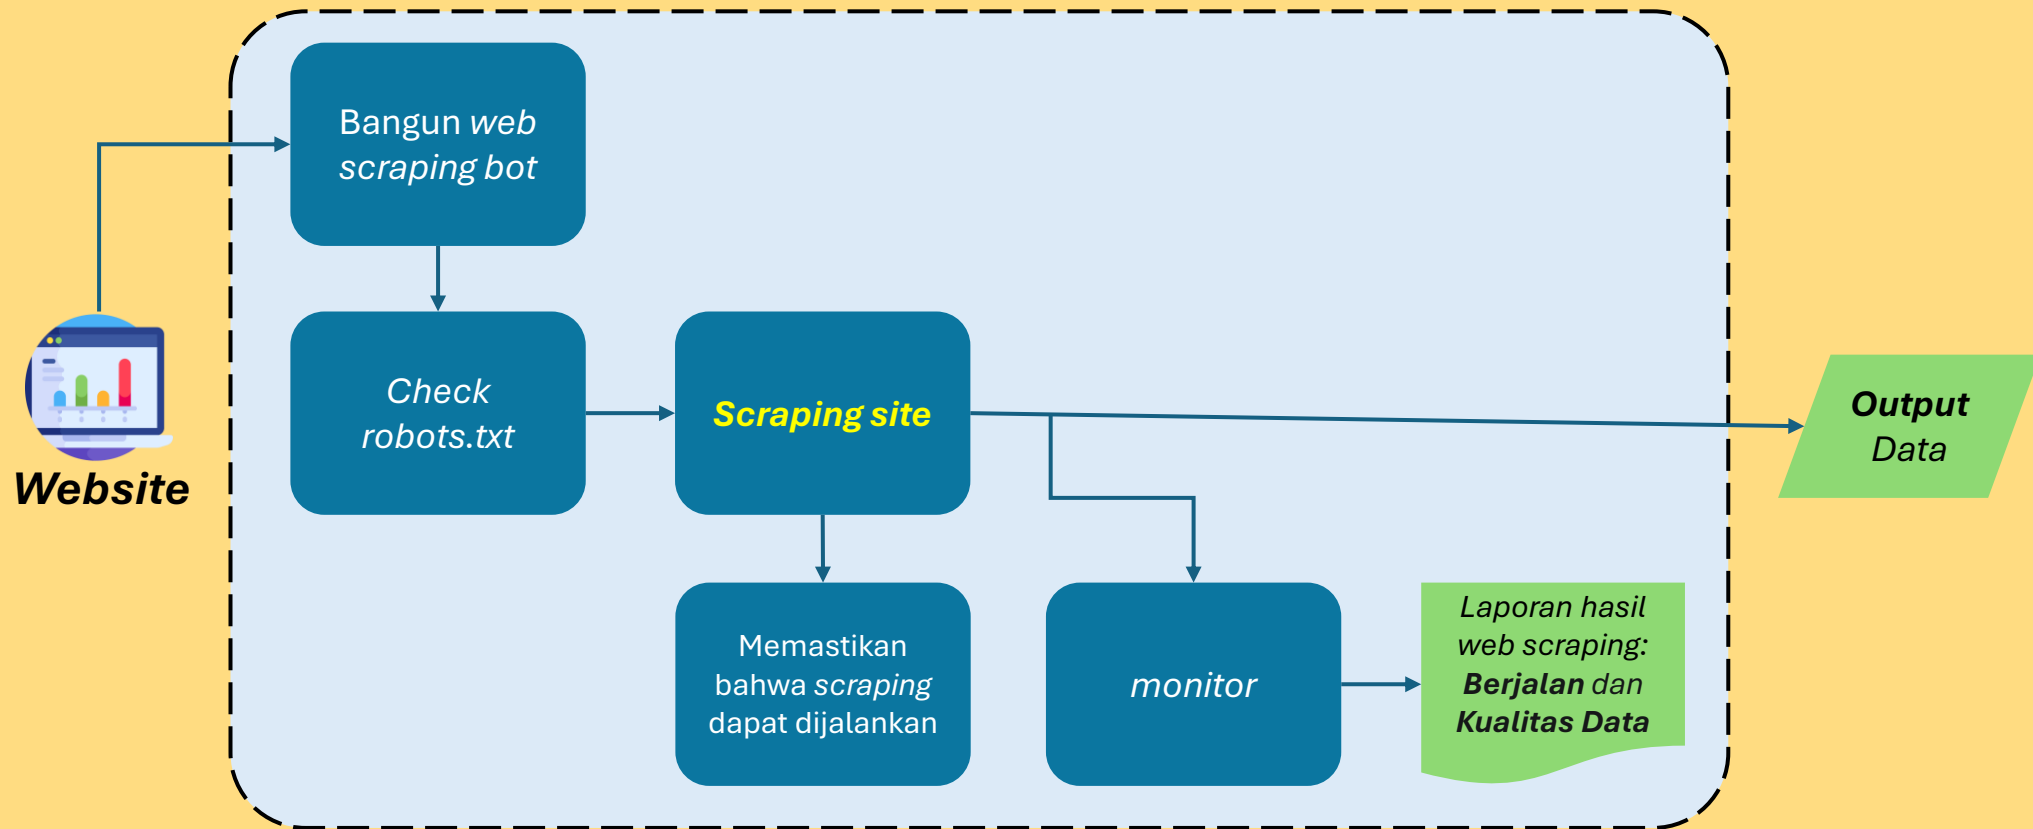 Bangun web
scraping bot
Website
Check
robots.txt
Scraping site
Output
Data
Memastikan
bahwa scraping
dapat dijalankan
monitor
Laporan hasil
web scraping:
Berjalan dan
Kualitas Data